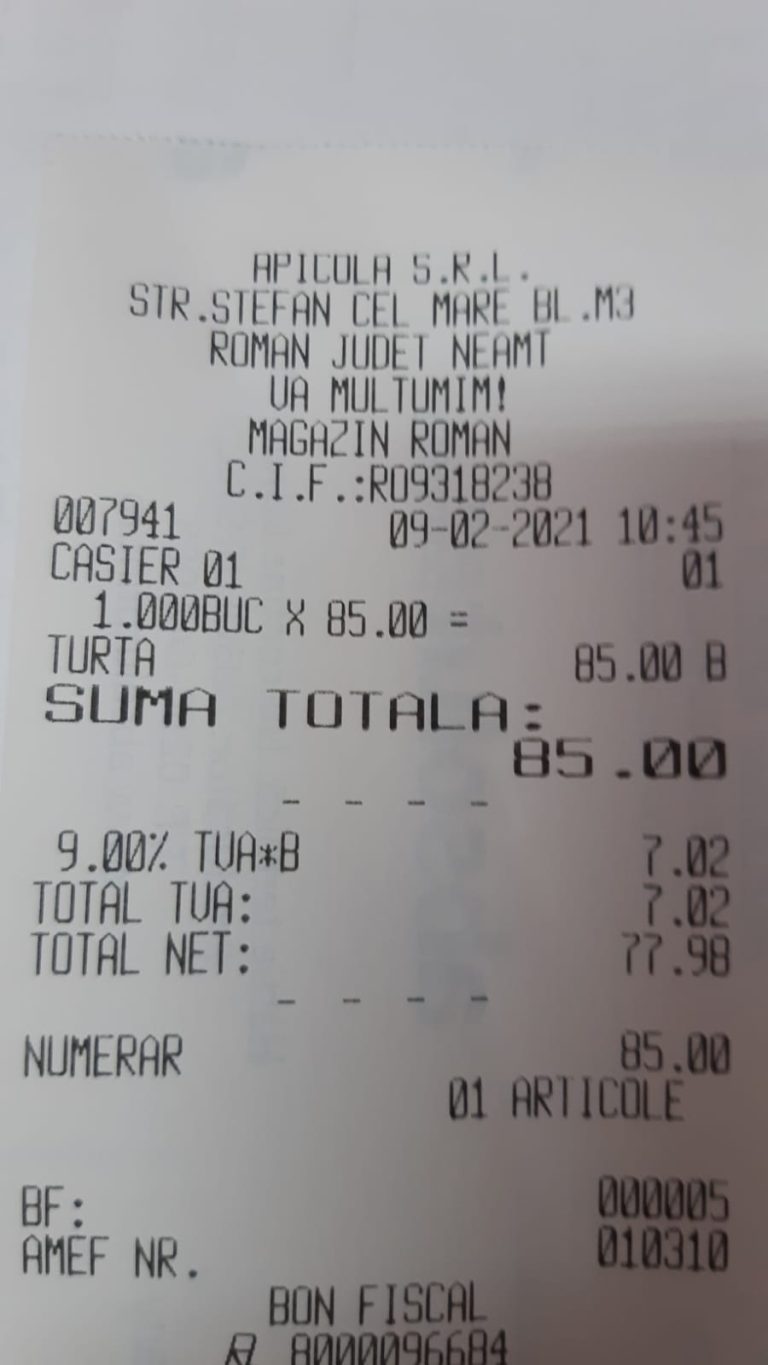 APICOLA S.R.L.
STR.STEFAN CEL MARE BL.M3
ROMAN JUDET NEAMT
VA MULTUMIM!
MAGAZIN ROMAN
C.I.F.:RO9318238
007941 09-02-2021 10:45
CASIER 01 01
1.000BUC X 85.00 =
TURTA 85.00 B
SUMA TOTALA:
85.00
- - - -
9.00% TVA*B 7.02
TOTAL TVA: 7.02
TOTAL NET: 77.98
- - - -
NUMERAR 85.00
01 ARTICOLE
BF: 000005
AMEF NR. 010310
BON FISCAL
8000096684